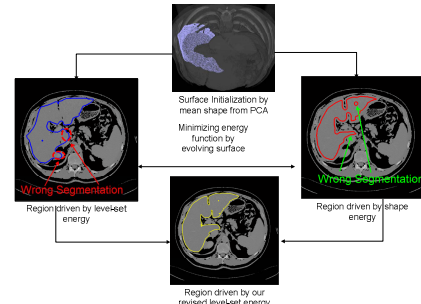 Surface Initialization by
mean shape from PCA
Minimizing energy
function by
evolving surface
Wrong Segmentation
Wrong Segmentation
Region driven by level-set
energy
Region driven by shape
energy
Region driven by our
revised level-set energy